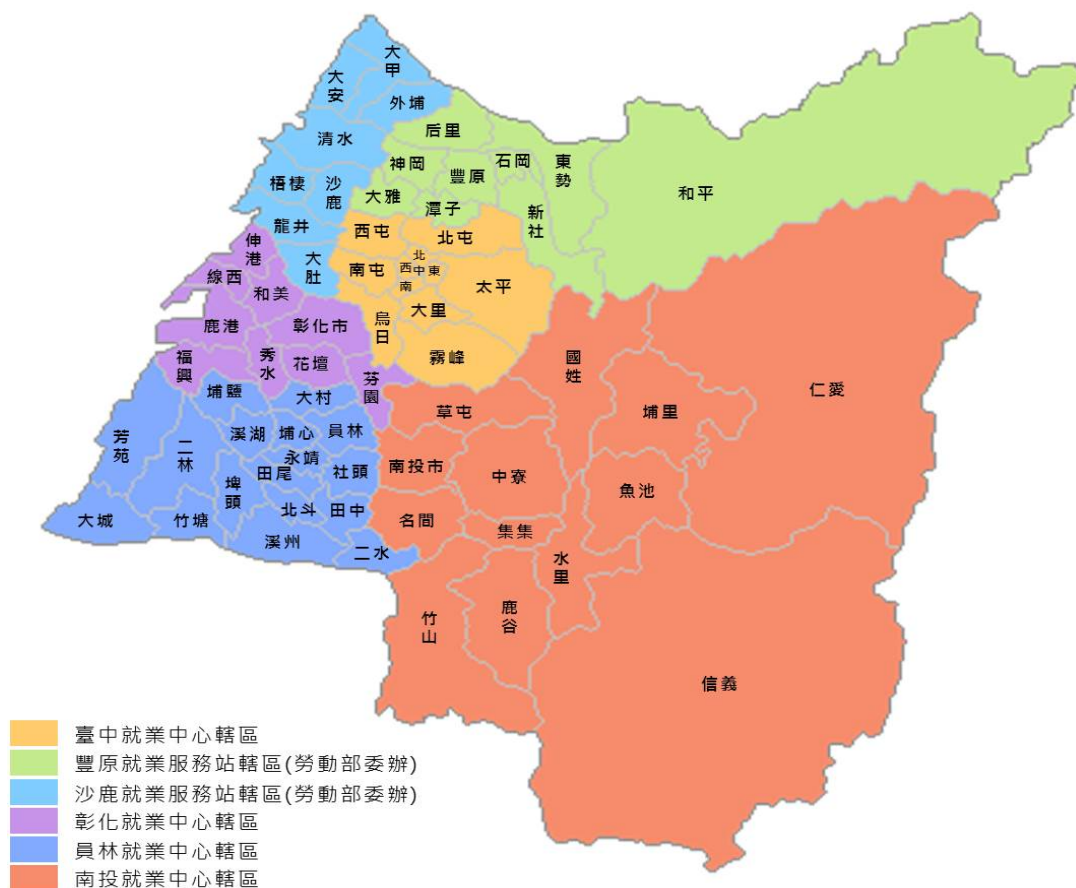 大甲
大安
外埔
后里
清水
石岡
東勢
神岡
豐原
梧棲
沙鹿
大雅
潭子
和平
新社
龍井
西屯
北屯
伸港
大肚
北
線西
南屯
西
中
東
和美
南
太平
鹿港
彰化市
烏日
大里
福興
秀水
花壇
霧峰
國姓
芬園
埔鹽
大村
仁愛
草屯
埔里
芳苑
二林
溪湖
埔心
員林
永靖
南投市
田尾
社頭
中寮
埤頭
魚池
大城
竹塘
北斗
田中
名間
集集
溪州
二水
水里
鹿谷
竹山
信義
臺中就業中心轄區
豐原就業服務站轄區(勞動部委辦)
沙鹿就業服務站轄區(勞動部委辦)
彰化就業中心轄區
員林就業中心轄區
南投就業中心轄區